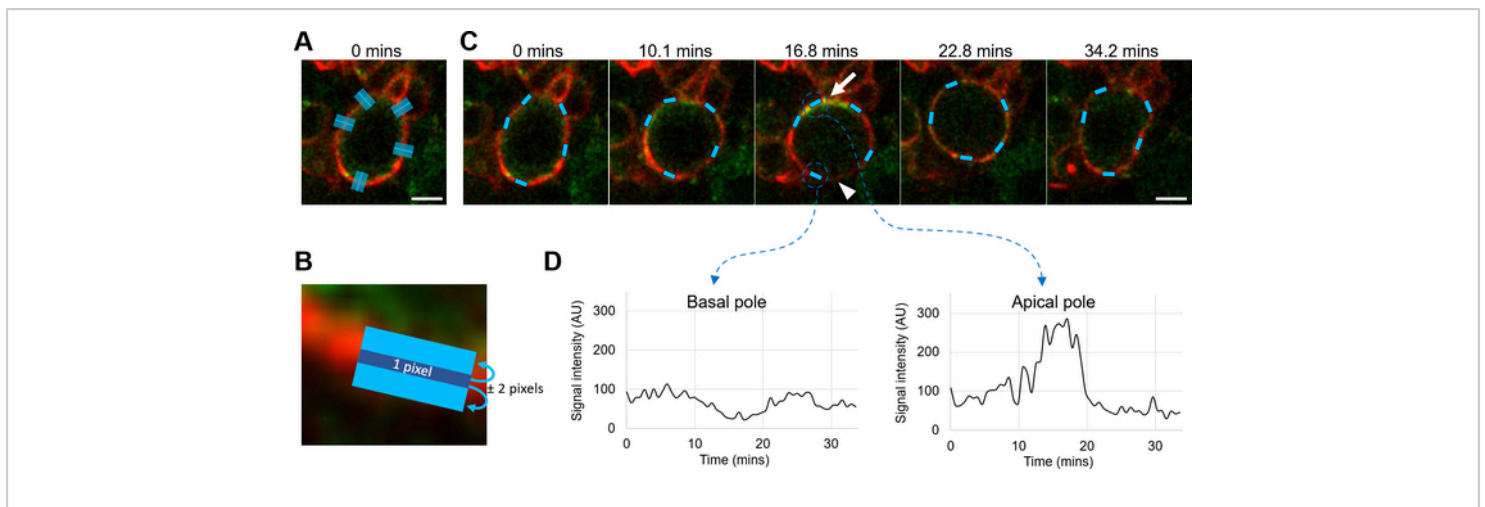 A
0 mins
C
0 mins
10.1 mins
16.8 mins
22.8 mins
34.2 mins
B
1 pixel
± 2 pixels
D
Basal pole
Signal intensity (AU)
300
200
100
0
0
10
20
30
Time (mins)
Apical pole
Signal intensity (AU)
300
200
100
0
0
10
20
30
Time (mins)